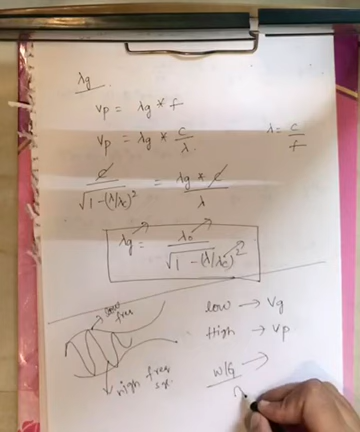 λg
vp = λg * f
vp = λg * c/λ
λ = c/f
c/√1-(λ/λc)² = λg * c/λ
λg = λ₀/√1-(λ/λc)²
low freq
high freq
low → vg
High → vp
W/G →